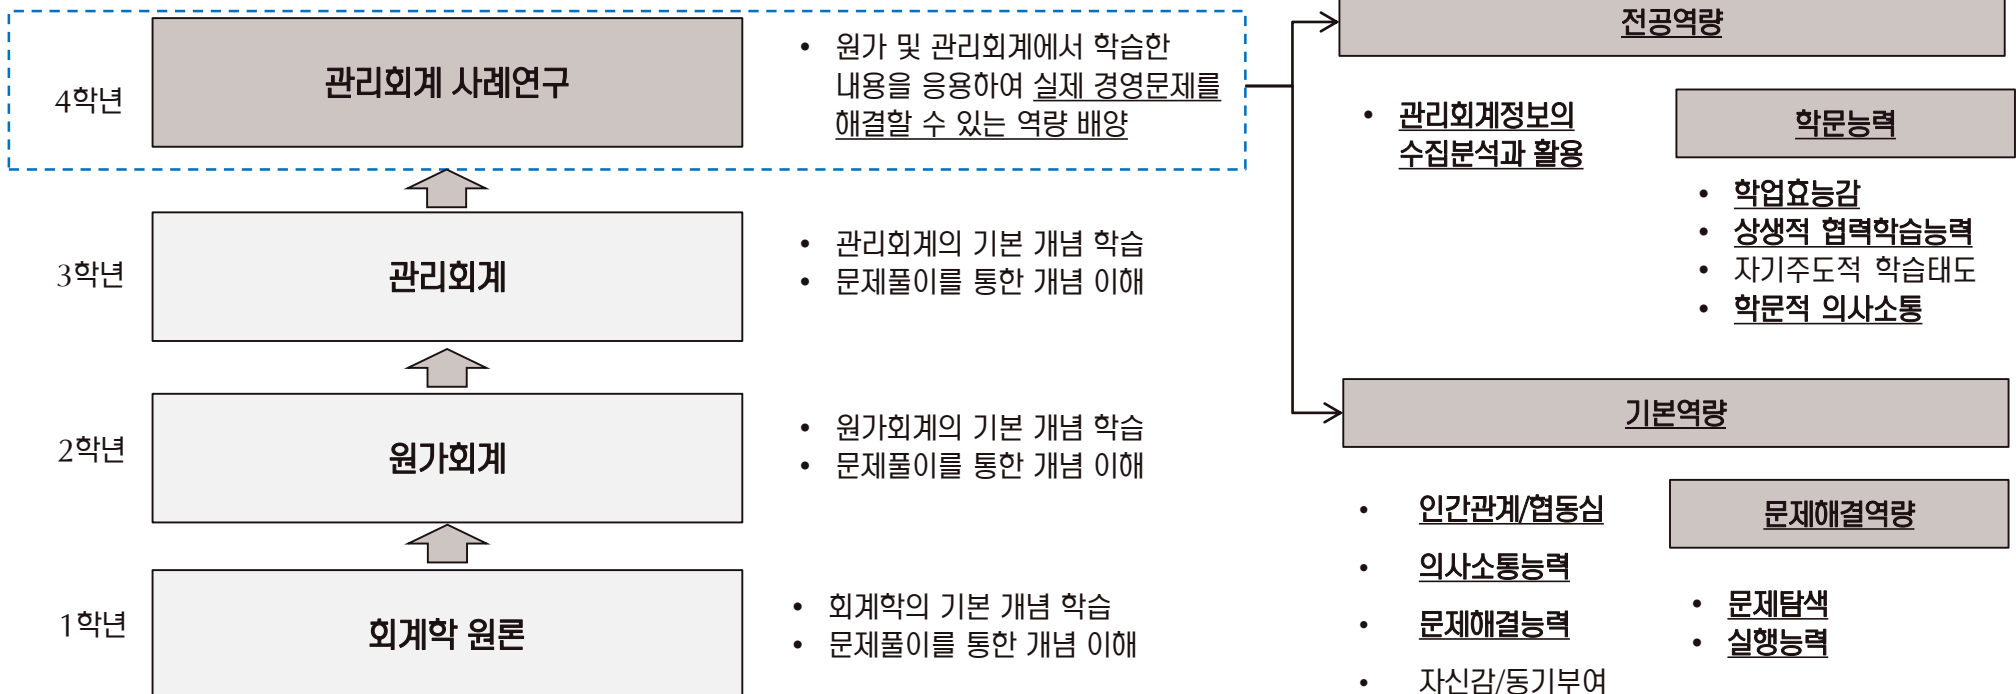 4학년
관리회계 사례연구
• 원가 및 관리회계에서 학습한
내용을 응용하여 실제 경영문제를
해결할 수 있는 역량 배양
3학년
관리회계
• 관리회계의 기본 개념 학습
• 문제풀이를 통한 개념 이해
2학년
원가회계
• 원가회계의 기본 개념 학습
• 문제풀이를 통한 개념 이해
1학년
회계학 원론
• 회계학의 기본 개념 학습
• 문제풀이를 통한 개념 이해
전공역량
• 관리회계정보의
수집분석과 활용
학문능력
• 학업효능감
• 상생적 협력학습능력
• 자기주도적 학습태도
• 학문적 의사소통
기본역량
• 인간관계/협동심
• 의사소통능력
• 문제해결능력
• 자신감/동기부여
문제해결역량
• 문제탐색
• 실행능력